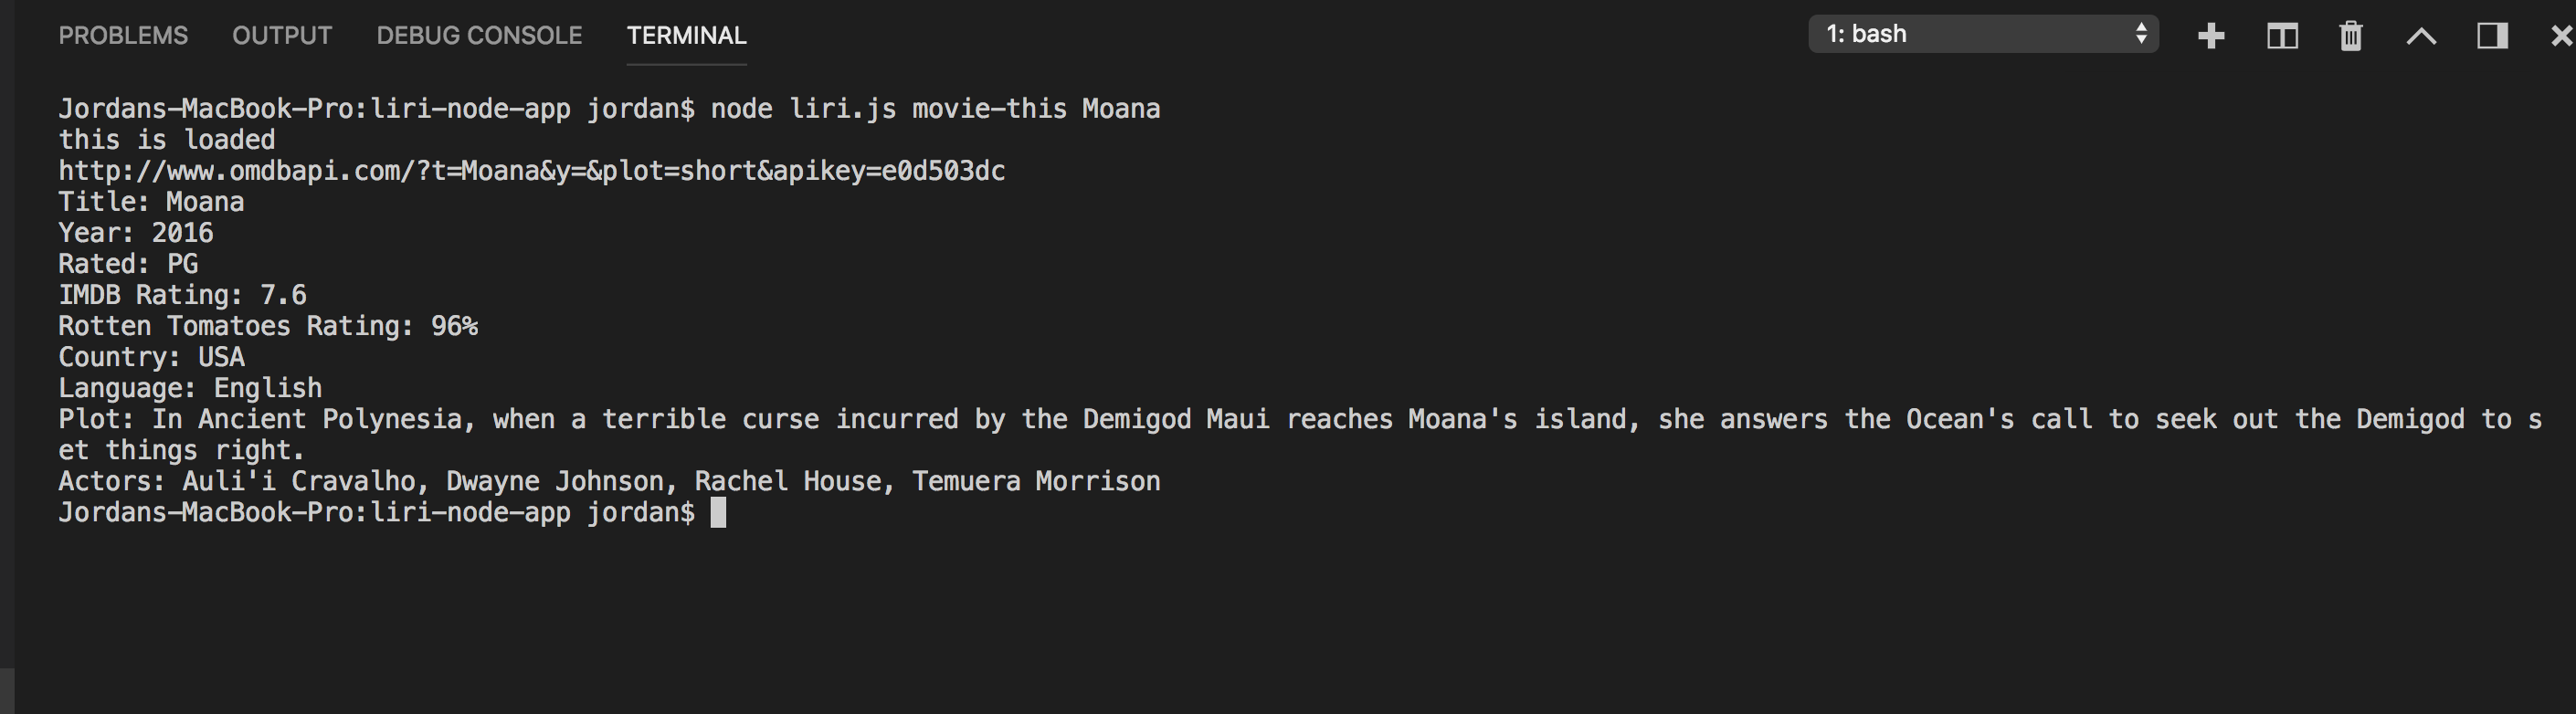 PROBLEMS OUTPUT DEBUG CONSOLE TERMINAL 1: bash
Jordans-MacBook-Pro:liri-node-app jordan$ node liri.js movie-this Moana
this is loaded
http://www.omdbapi.com/?t=Moana&y=&plot=short&apikey=e0d503dc
Title: Moana
Year: 2016
Rated: PG
IMDB Rating: 7.6
Rotten Tomatoes Rating: 96%
Country: USA
Language: English
Plot: In Ancient Polynesia, when a terrible curse incurred by the Demigod Maui reaches Moana's island, she answers the Ocean's call to seek out the Demigod to s
et things right.
Actors: Auli'i Cravalho, Dwayne Johnson, Rachel House, Temuera Morrison
Jordans-MacBook-Pro:liri-node-app jordan$